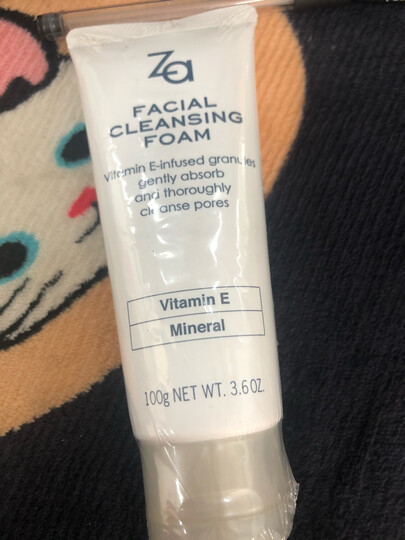 Za
FACIAL
CLEANSING
FOAM
Vitamin E-infused granules
gently absorb
and thoroughly
cleanse pores
Vitamin E
Mineral
100g NET WT. 3.6 OZ.